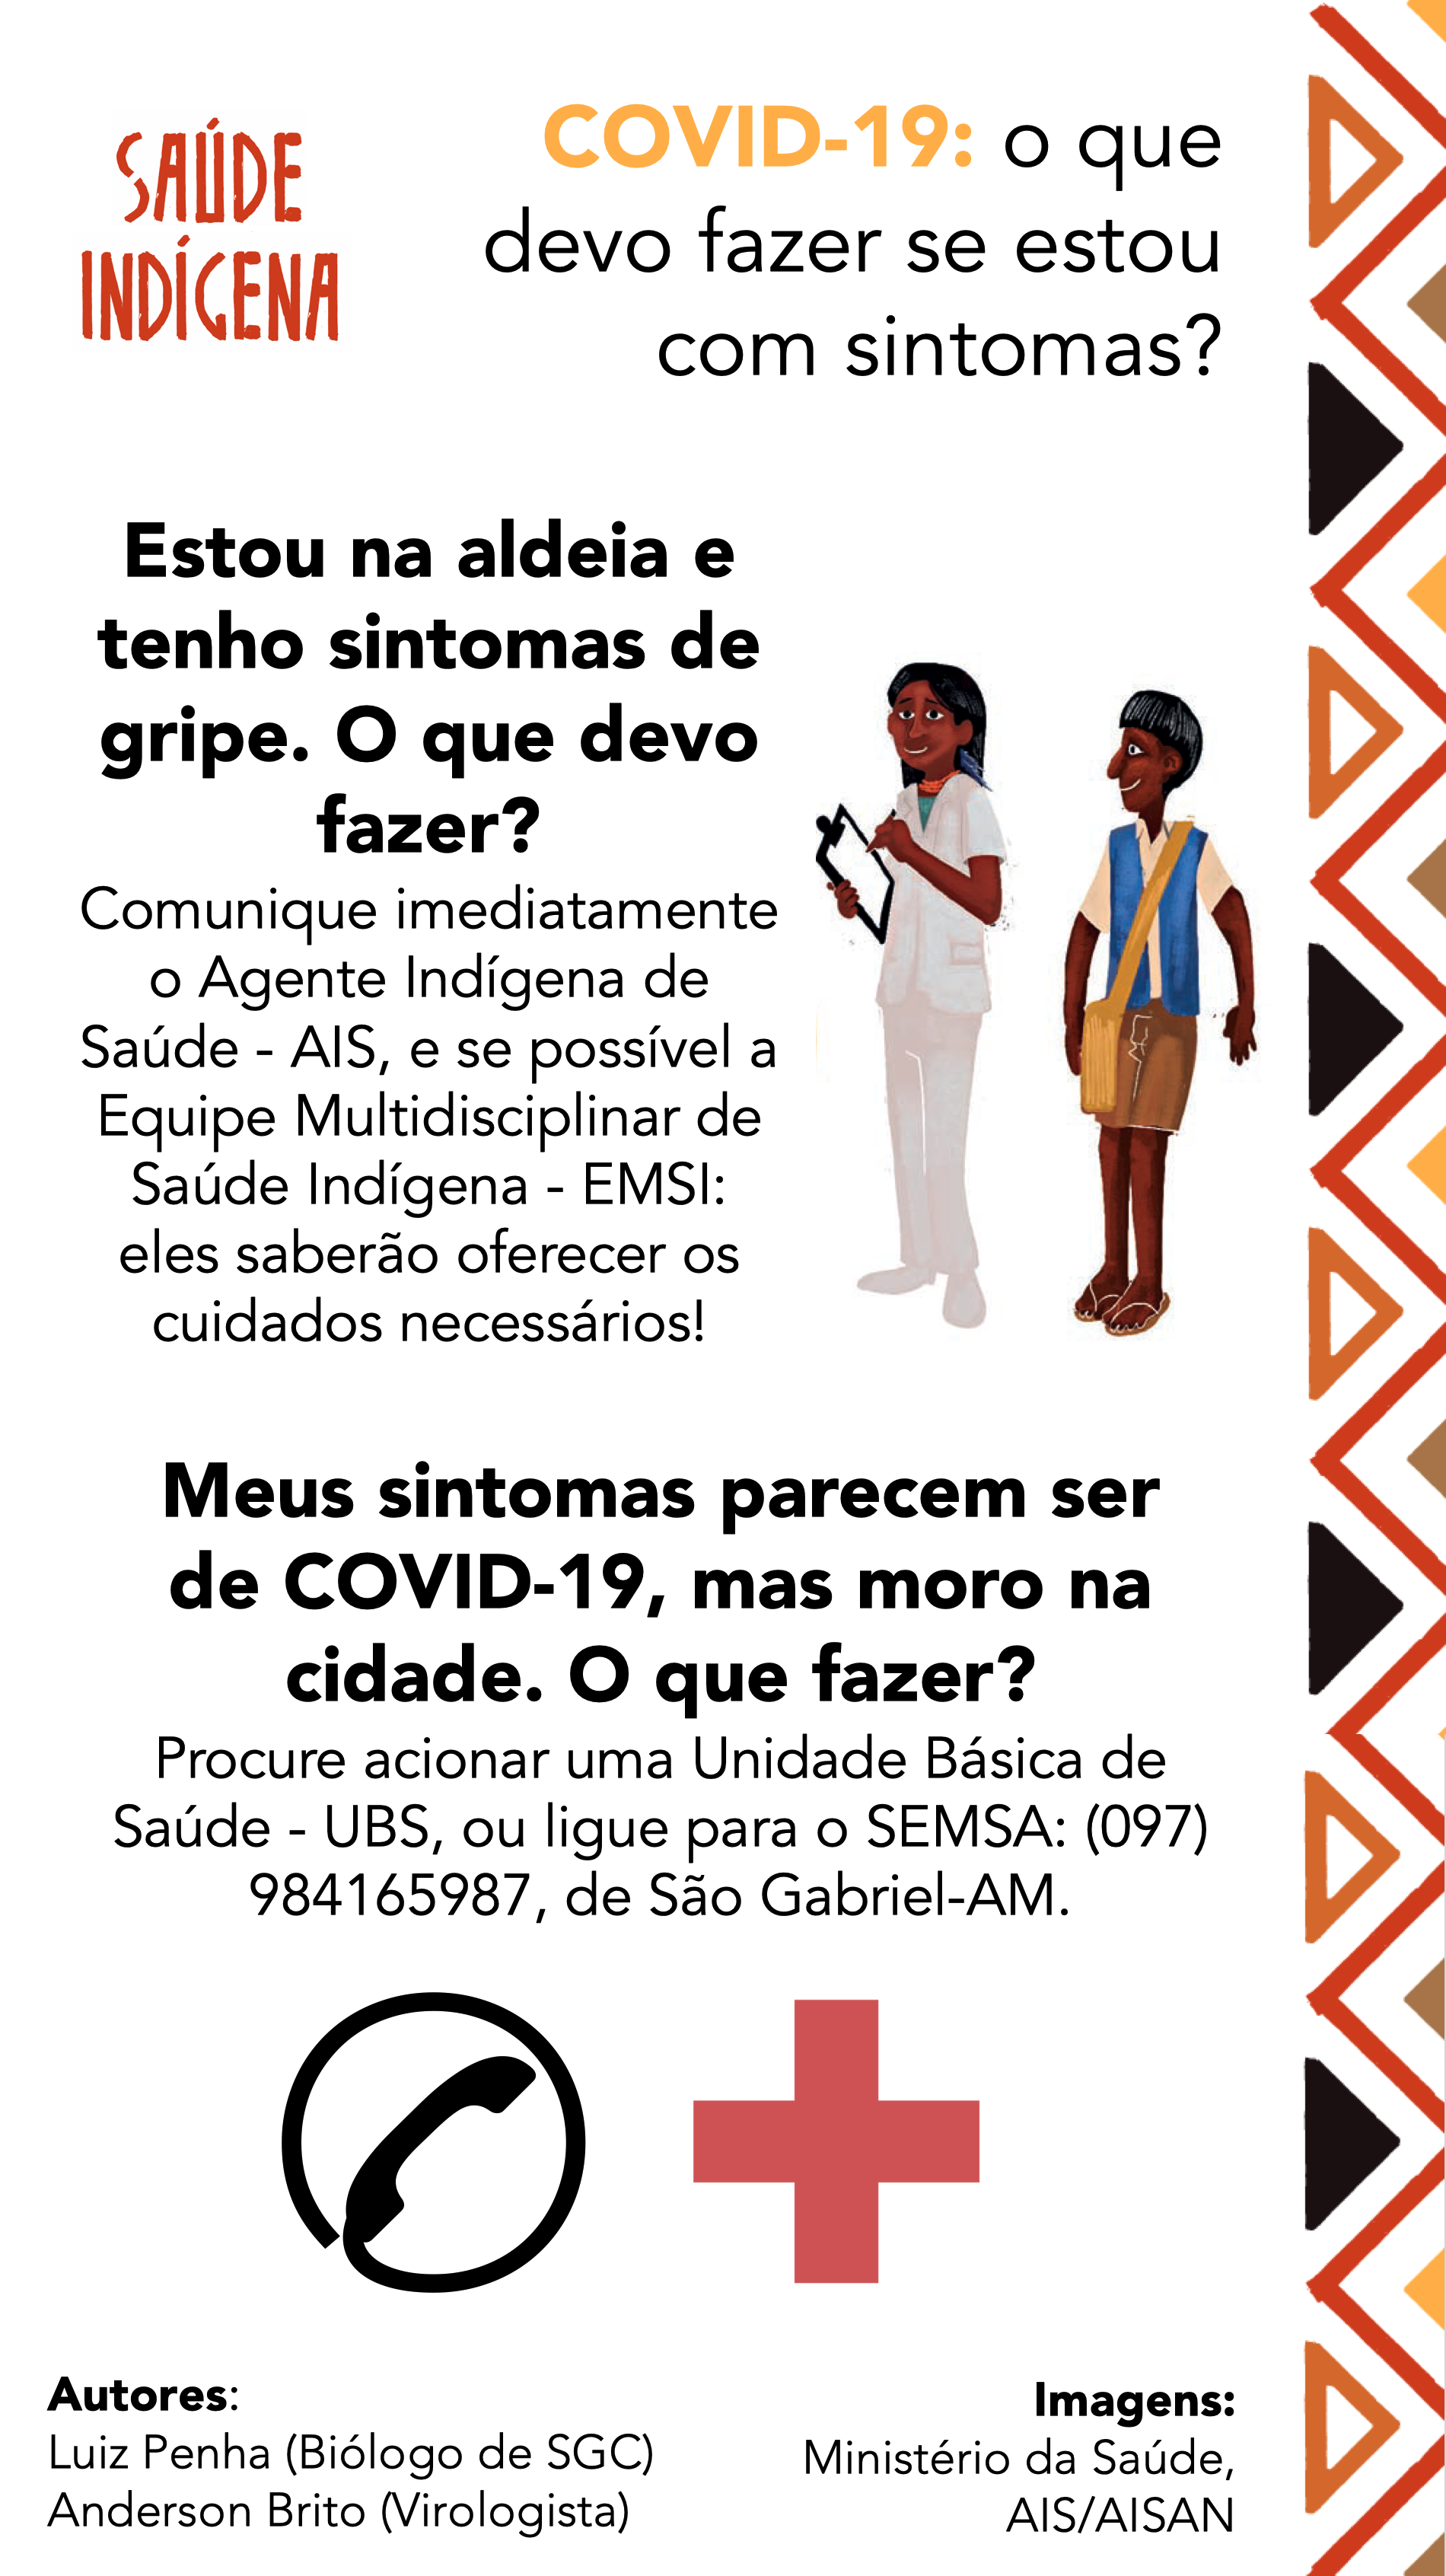 SAÚDE
INDÍGENA
COVID-19: o que
devo fazer se estou
com sintomas?
Estou na aldeia e
tenho sintomas de
gripe. O que devo
fazer?
Comunique imediatamente
o Agente Indígena de
Saúde - AIS, e se possível a
Equipe Multidisciplinar de
Saúde Indígena - EMSI:
eles saberão oferecer os
cuidados necessários!
Meus sintomas parecem ser
de COVID-19, mas moro na
cidade. O que fazer?
Procure acionar uma Unidade Básica de
Saúde - UBS, ou ligue para o SEMSA: (097)
984165987, de São Gabriel-AM.
Autores:
Luiz Penha (Biólogo de SGC)
Anderson Brito (Virologista)
Imagens:
Ministério da Saúde,
AIS/AISAN